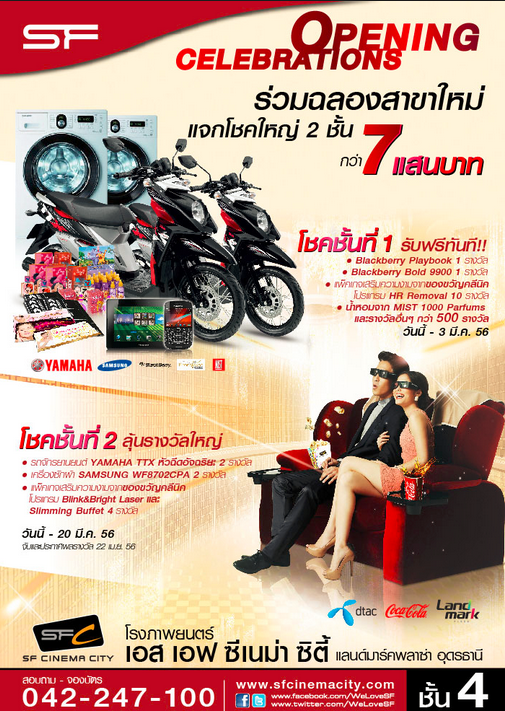 SF
OPENING
CELEBRATIONS
ร่วมฉลองสาขาใหม่
แจกโชคใหญ่ 2 ชั้น
กว่า 7 แสนบาท
โชคชั้นที่ 1 รับฟรีทันที!!
• Blackberry Playbook 1 รางวัล
• Blackberry Bold 9900 1 รางวัล
• แพ็คเกจเสริมความงามจากของขวัญคลีนิค
โปรแกรม HR Removal 10 รางวัล
• น้ำหอมจาก MIST 1000 Parfums
และรางวัลอื่นๆ กว่า 500 รางวัล
วันนี้ - 3 มี.ค. 56
YAMAHA
SAMSUNG
BlackBerry
โชคชั้นที่ 2 ลุ้นรางวัลใหญ่
• รถจักรยานยนต์ YAMAHA TTX หัวฉีดอัจฉริยะ 2 รางวัล
• เครื่องซักผ้า SAMSUNG WF8702CPA 2 รางวัล
• แพ็คเกจเสริมความงามจากของขวัญคลีนิค
โปรแกรม Blink&Bright Laser และ
Slimming Buffet 4 รางวัล
วันนี้ - 20 มี.ค. 56
จับและประกาศผลรางวัล 22 เม.ย. 56
dtac
Coca-Cola
Land
mark
SFC
SF CINEMA CITY
โรงภาพยนตร์
เอส เอฟ ซีเนม่า ซิตี้ แลนด์มาร์คพลาซ่า อุดรธานี
สอบถาม - จองบัตร
042-247-100
www.sfcinemacity.com
www.facebook.com/WeLoveSF
www.twitter.com/WeLoveSF
ชั้น 4